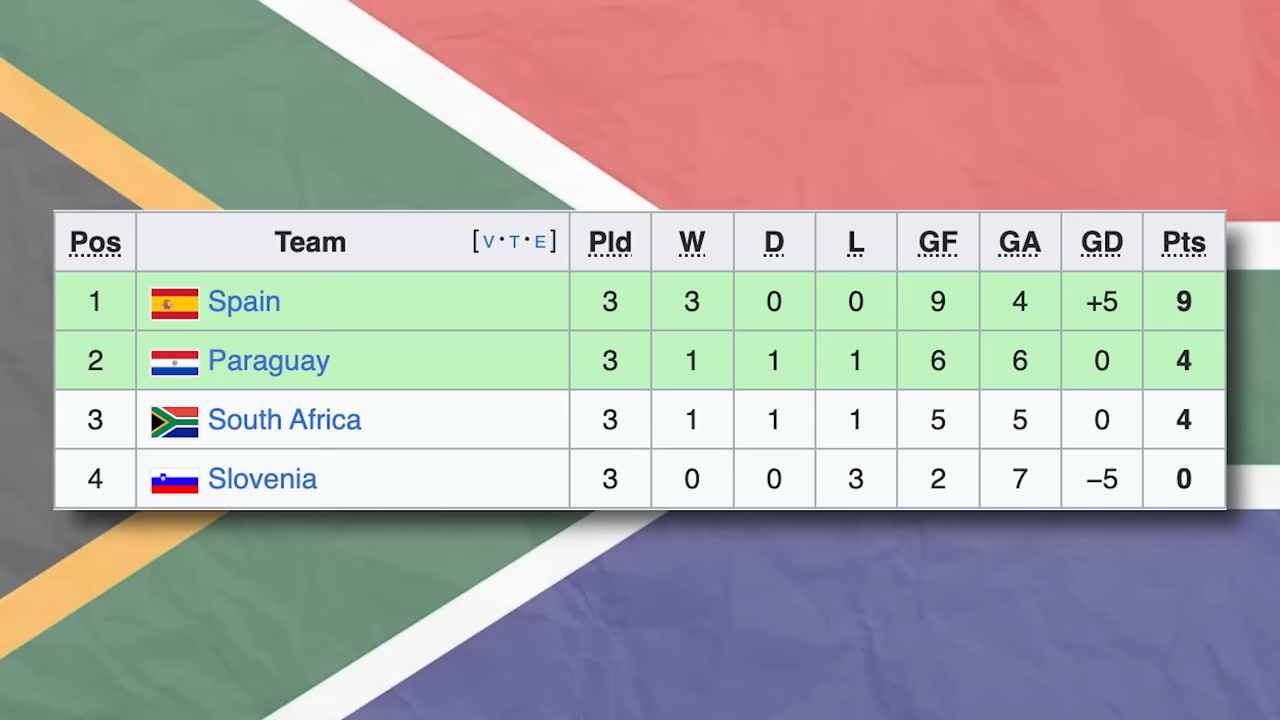 Pos Team [V·T·E] Pld W D L GF GA GD Pts
1 Spain 3 3 0 0 9 4 +5 9
2 Paraguay 3 1 1 1 6 6 0 4
3 South Africa 3 1 1 1 5 5 0 4
4 Slovenia 3 0 0 3 2 7 −5 0